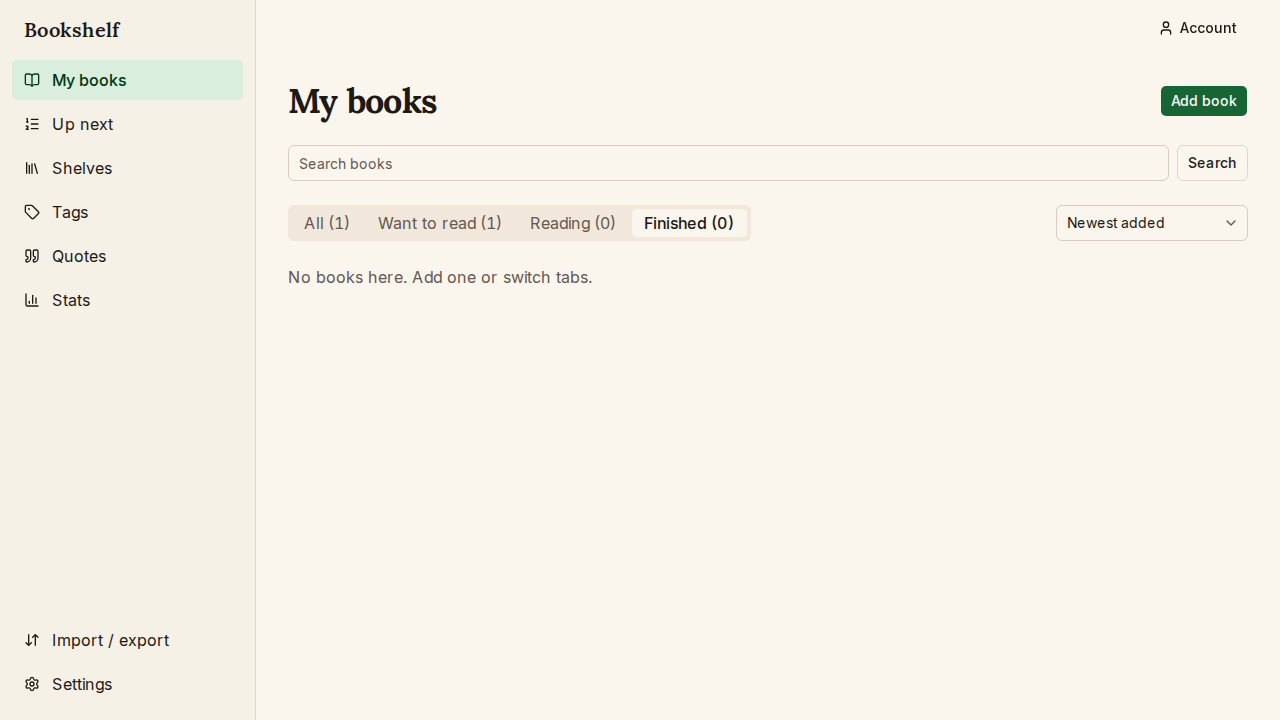 Bookshelf
Account
My books
Up next
Shelves
Tags
Quotes
Stats
Import / export
Settings
My books
Add book
Search books
Search
All (1)
Want to read (1)
Reading (0)
Finished (0)
Newest added
No books here. Add one or switch tabs.